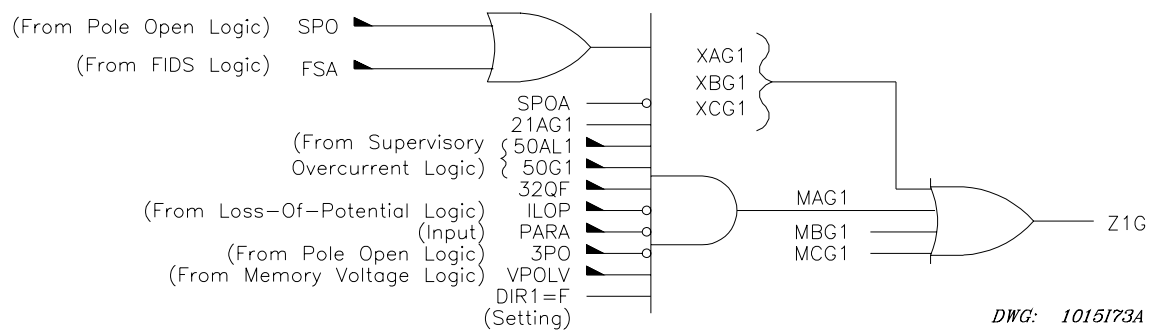 (From Pole Open Logic) SPO
(From FIDS Logic) FSA
SPOA
21AG1
(From Supervisory 50AL1
Overcurrent Logic) 50G1
32QF
(From Loss-Of-Potential Logic) ILOP
(Input) PARA
(From Pole Open Logic) 3PO
(From Memory Voltage Logic) VPOLV
DIR1=F
(Setting)
XAG1
XBG1
XCG1
MAG1
MBG1
MCG1
Z1G
DWG: 1015I73A